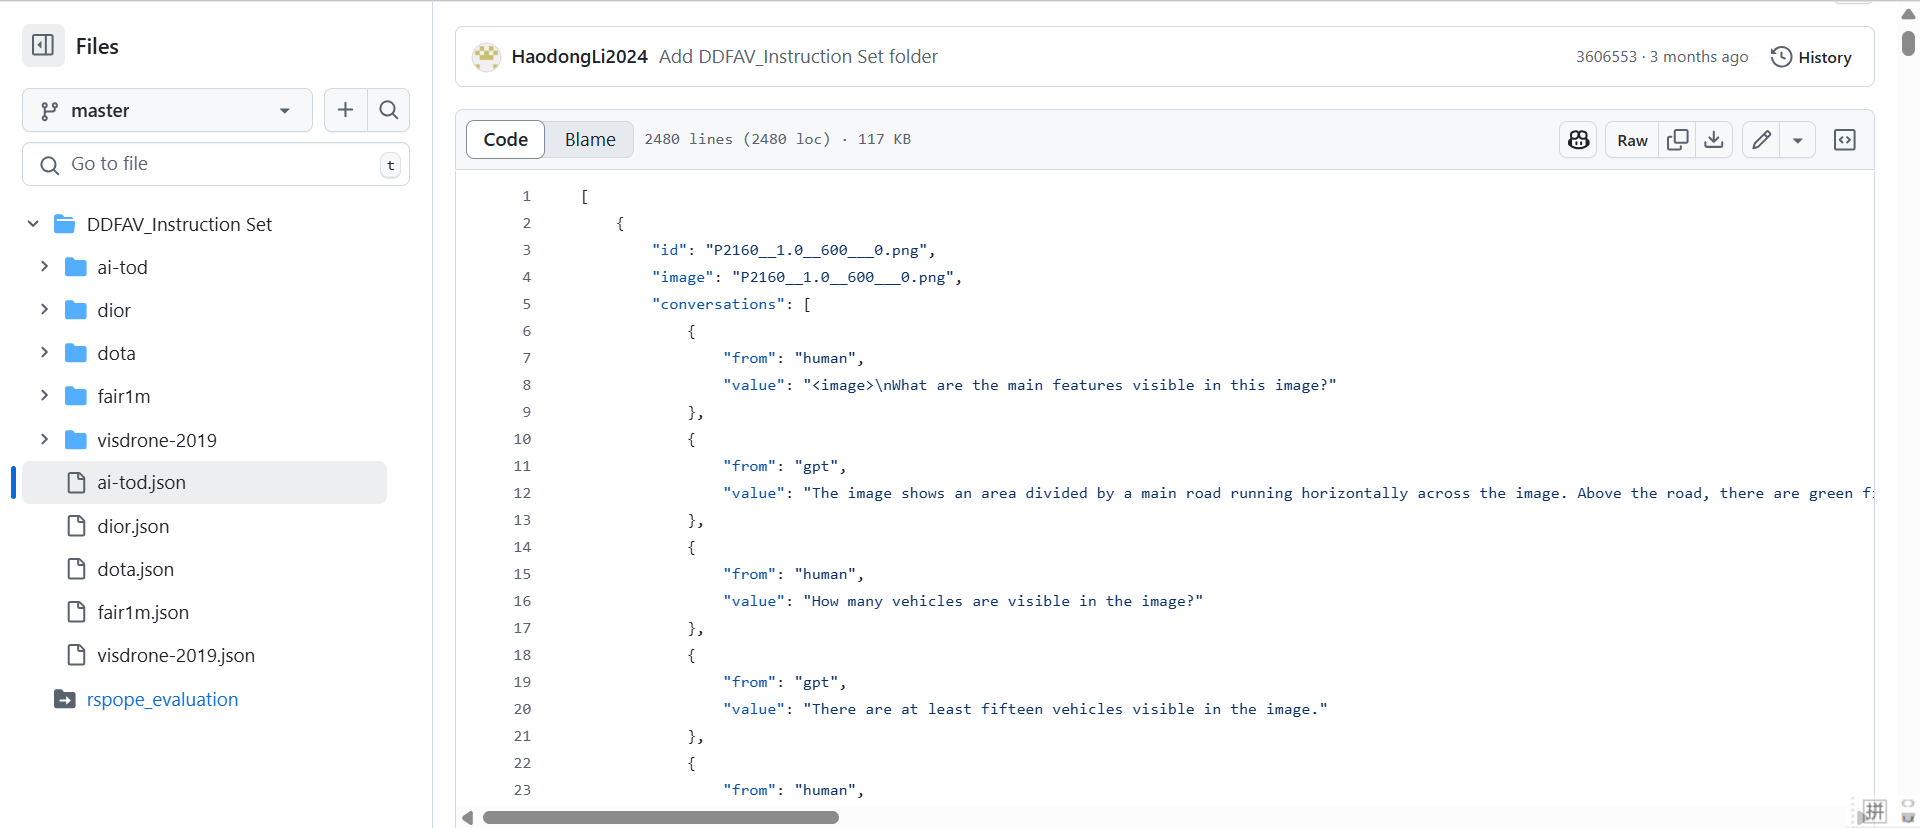 Files
master
Go to file
t
DDFAV_Instruction Set
ai-tod
dior
dota
fair1m
visdrone-2019
ai-tod.json
dior.json
dota.json
fair1m.json
visdrone-2019.json
rspope_evaluation
HaodongLi2024 Add DDFAV_Instruction Set folder
3606553 · 3 months ago
History
Code Blame 2480 lines (2480 loc) · 117 KB
Raw
1 [
2 {
3 "id": "P2160__1.0__600___0.png",
4 "image": "P2160__1.0__600___0.png",
5 "conversations": [
6 {
7 "from": "human",
8 "value": "<image>\nWhat are the main features visible in this image?"
9 },
10 {
11 "from": "gpt",
12 "value": "The image shows an area divided by a main road running horizontally across the image. Above the road, there are green fi
13 },
14 {
15 "from": "human",
16 "value": "How many vehicles are visible in the image?"
17 },
18 {
19 "from": "gpt",
20 "value": "There are at least fifteen vehicles visible in the image."
21 },
22 {
23 "from": "human",
拼